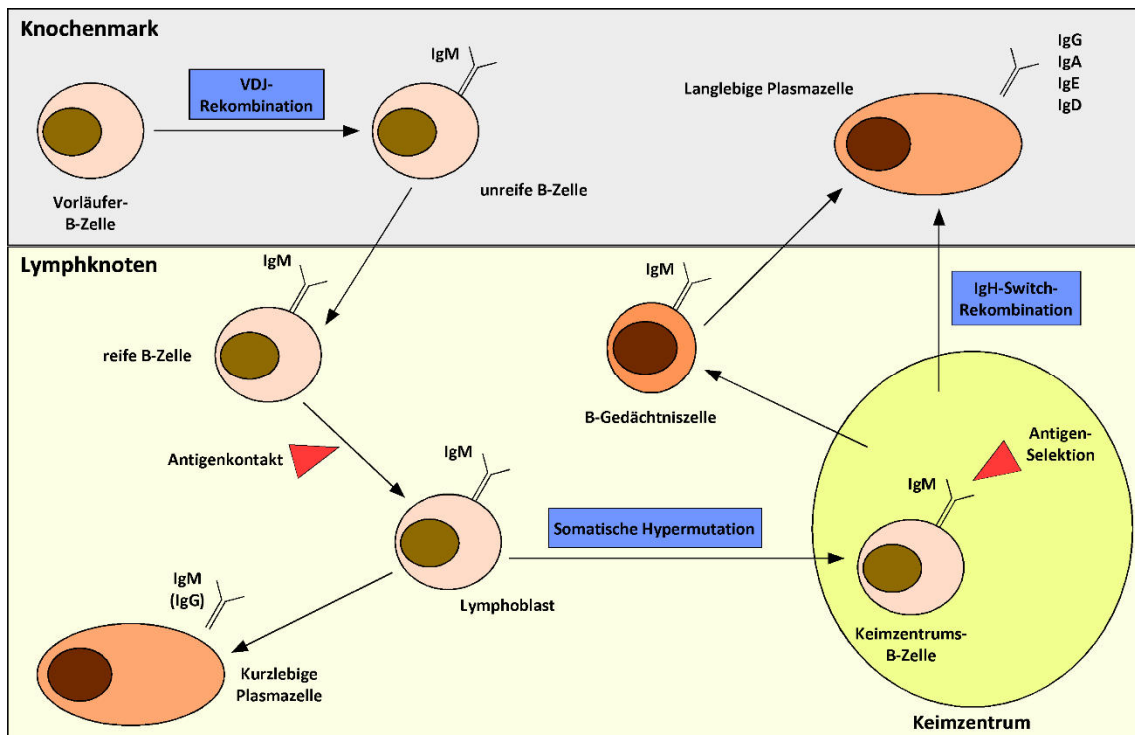 Knochenmark
VDJ-
Rekombination
IgM
Vorläufer-
B-Zelle
unreife B-Zelle
Langlebige Plasmazelle
IgG
IgA
IgE
IgD
Lymphknoten
IgM
reife B-Zelle
Antigenkontakt
IgM
Lymphoblast
IgM
(IgG)
Kurzlebige
Plasmazelle
Somatische Hypermutation
IgM
B-Gedächtniszelle
IgH-Switch-
Rekombination
Antigen-
Selektion
IgM
Keimzentrums-
B-Zelle
Keimzentrum